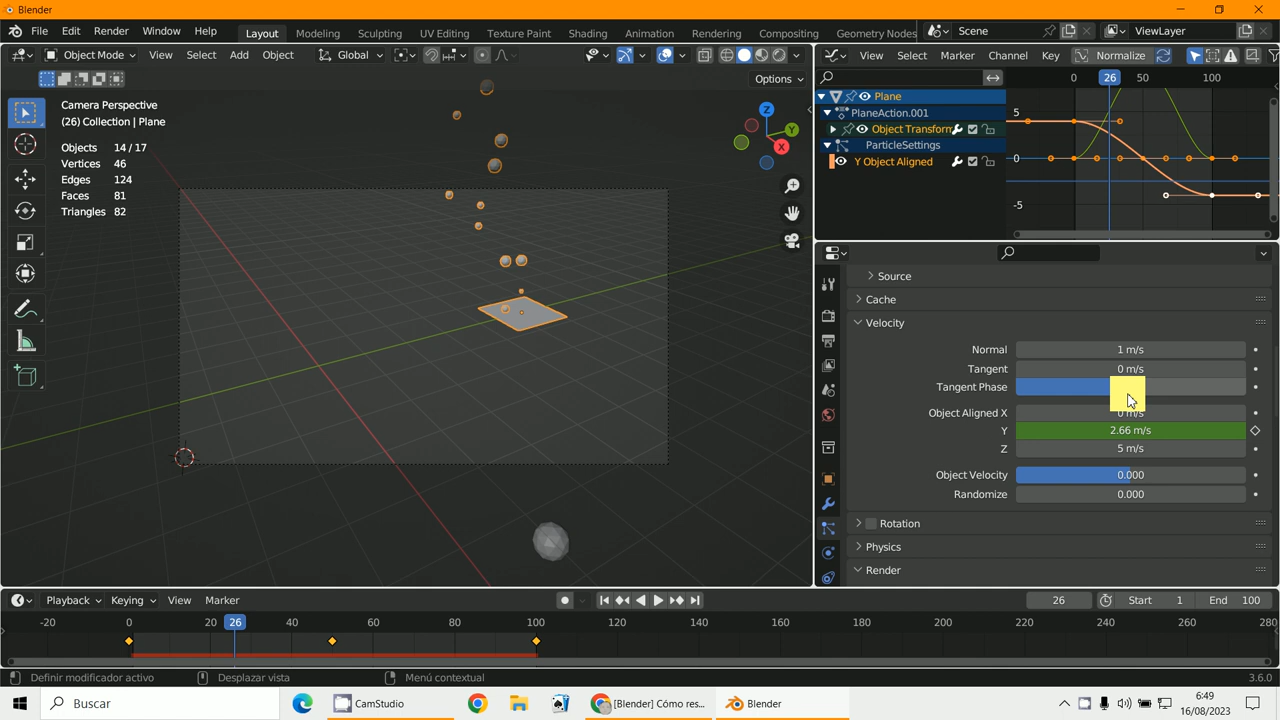 Blender
File Edit Render Window Help Layout Modeling Sculpting UV Editing Texture Paint Shading Animation Rendering Compositing Geometry Nodes Scene ViewLayer
Object Mode View Select Add Object Global
View Select Marker Channel Key Normalize
Options
0 26 50 100
Camera Perspective
(26) Collection | Plane
Objects 14 / 17
Vertices 46
Edges 124
Faces 81
Triangles 82
Z
Y
X
Plane
PlaneAction.001
Object Transform
ParticleSettings
Y Object Aligned
5
0
-5
Source
Cache
Velocity
Normal 1 m/s
Tangent 0 m/s
Tangent Phase
Object Aligned X 0 m/s
Y 2.66 m/s
Z 5 m/s
Object Velocity 0.000
Randomize 0.000
Rotation
Physics
Render
Playback Keying View Marker 26 Start 1 End 100
-20 0 20 26 40 60 80 100 120 140 160 180 200 220 240 260 280
Definir modificador activo Desplazar vista Menú contextual 3.6.0
Buscar CamStudio [Blender] Cómo res... Blender
6:49
16/08/2023